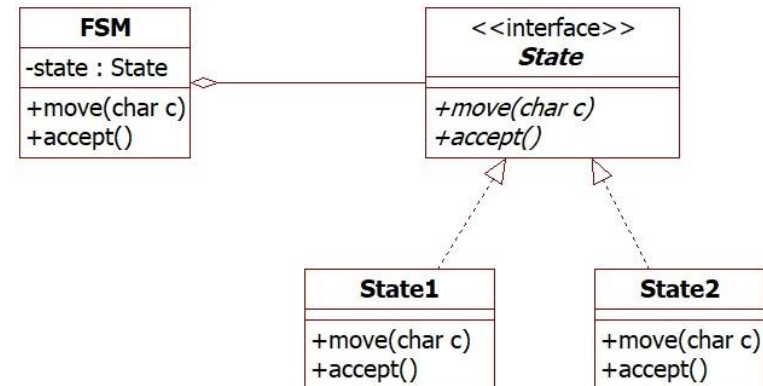 FSM
-state : State
+move(char c)
+accept()
<<interface>>
State
+move(char c)
+accept()
State1
+move(char c)
+accept()
State2
+move(char c)
+accept()